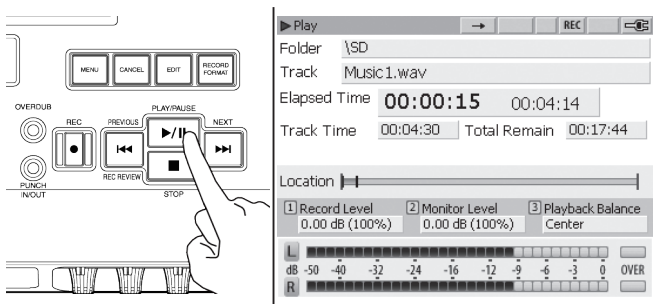 MENU CANCEL EDIT RECORD FORMAT
OVERDUB
REC
PLAY/PAUSE
PREVIOUS
NEXT
REC REVIEW
STOP
PUNCH IN/OUT
Play → REC
Folder \SD
Track Music1.wav
Elapsed Time 00:00:15 00:04:14
Track Time 00:04:30 Total Remain 00:17:44
Location
1 Record Level 2 Monitor Level 3 Playback Balance
0.00 dB (100%) 0.00 dB (100%) Center
L
dB -50 -40 -32 -24 -16 -12 -9 -6 -3 0 OVER
R